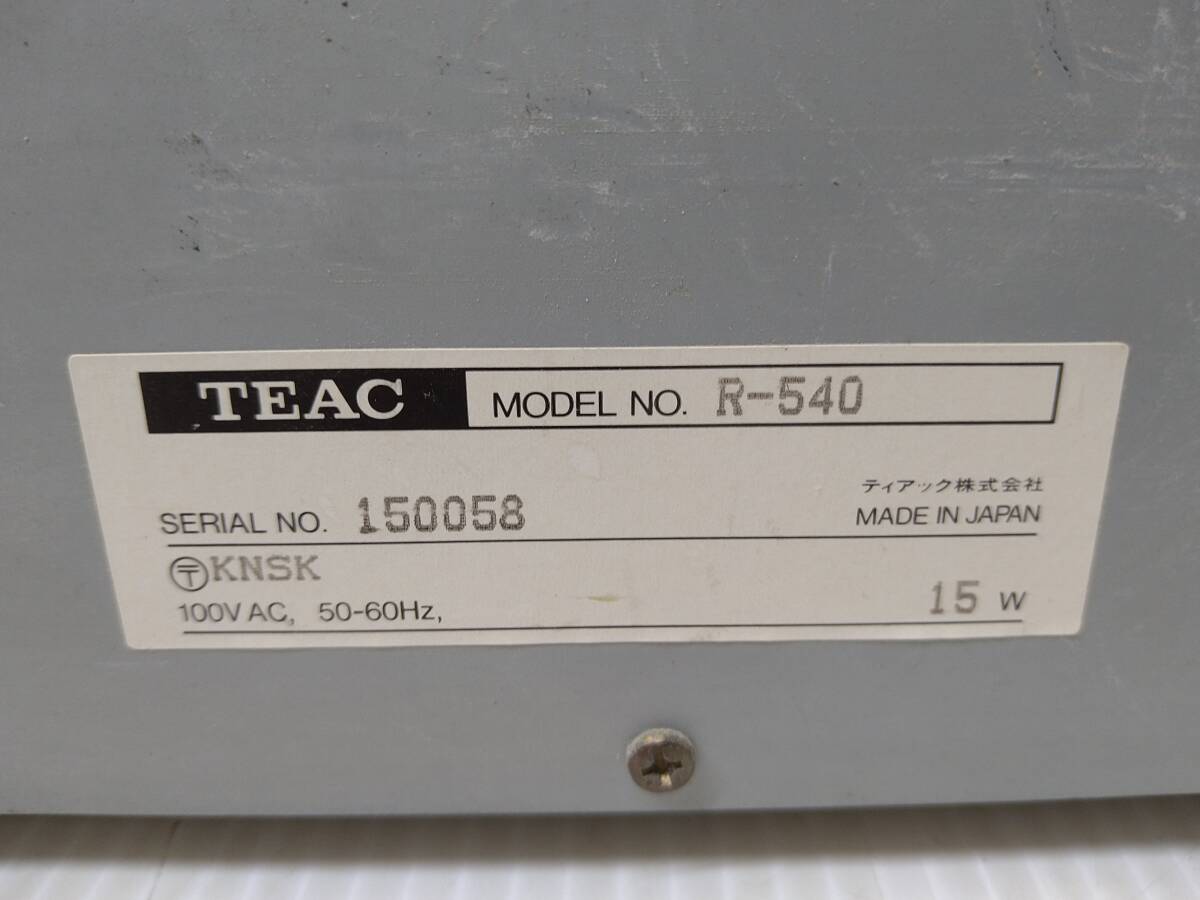 TEAC MODEL NO. R-540
ティアック株式会社
SERIAL NO. 150058 MADE IN JAPAN
〶KNSK
100V AC, 50-60Hz, 15 W